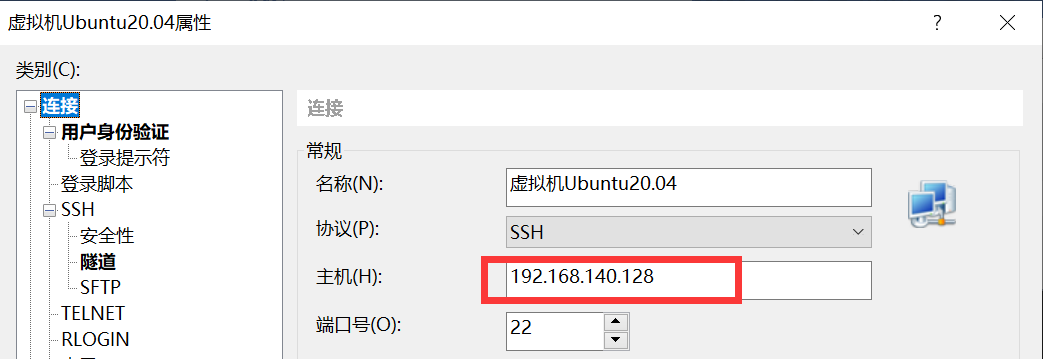 虚拟机Ubuntu20.04属性
类别(C):
连接
用户身份验证
登录提示符
登录脚本
SSH
安全性
隧道
SFTP
TELNET
RLOGIN
连接
常规
名称(N): 虚拟机Ubuntu20.04
协议(P): SSH
主机(H): 192.168.140.128
端口号(O): 22